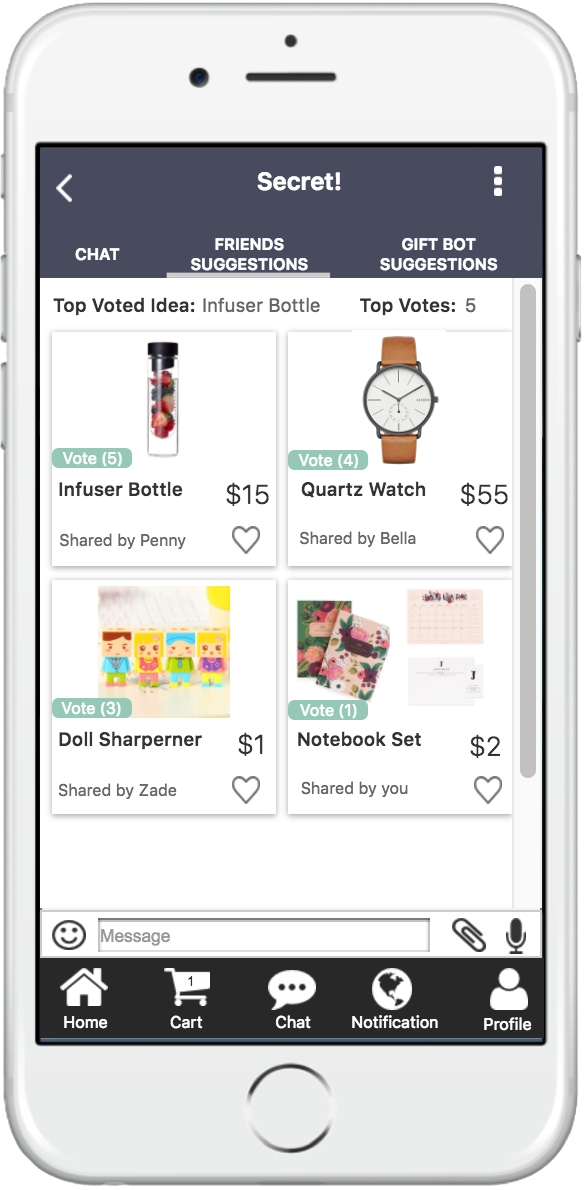 Secret!
CHAT
FRIENDS
SUGGESTIONS
GIFT BOT
SUGGESTIONS
Top Voted Idea: Infuser Bottle
Top Votes: 5
Vote (5)
Infuser Bottle
$15
Shared by Penny
Vote (4)
Quartz Watch
$55
Shared by Bella
Vote (3)
Doll Sharperner
$1
Shared by Zade
J
Vote (1)
Notebook Set
$2
Shared by you
Message
Home
1
Cart
Chat
Notification
Profile